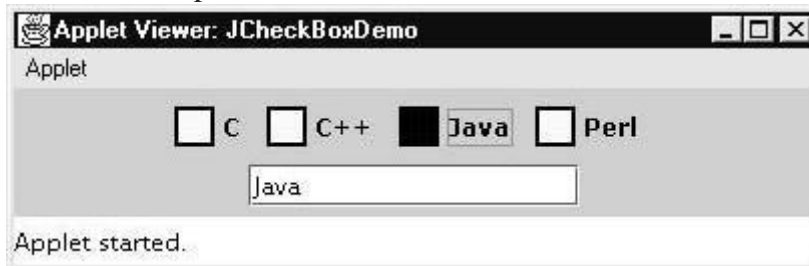 Applet Viewer: JCheckBoxDemo
Applet
C C++ Java Perl
Java
Applet started.